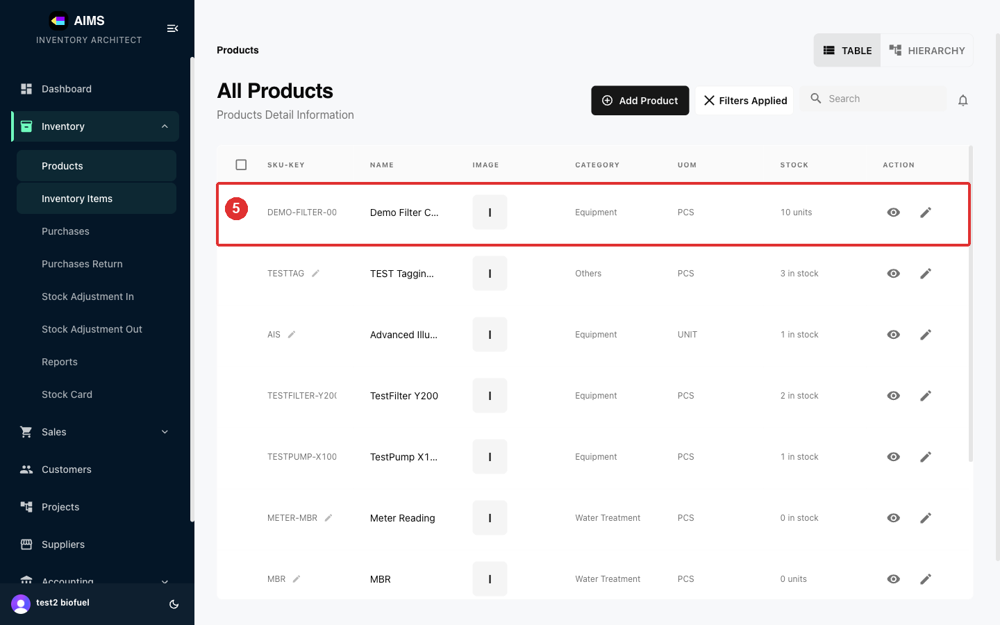 AIMS
INVENTORY ARCHITECT
Dashboard
Inventory
Products
Inventory Items
Purchases
Purchases Return
Stock Adjustment In
Stock Adjustment Out
Reports
Stock Card
Sales
Customers
Projects
Suppliers
Accounting
test2 biofuel
Products
TABLE HIERARCHY
All Products
Products Detail Information
Add Product Filters Applied Search
SKU-KEY NAME IMAGE CATEGORY UOM STOCK ACTION
5 DEMO-FILTER-00 Demo Filter C... I Equipment PCS 10 units
TESTTAG TEST Taggin... I Others PCS 3 in stock
AIS Advanced Illu... I Equipment UNIT 1 in stock
TESTFILTER-Y200 TestFilter Y200 I Equipment PCS 2 in stock
TESTPUMP-X100 TestPump X1... I Equipment PCS 1 in stock
METER-MBR Meter Reading I Water Treatment PCS 0 in stock
MBR MBR I Water Treatment PCS 0 units